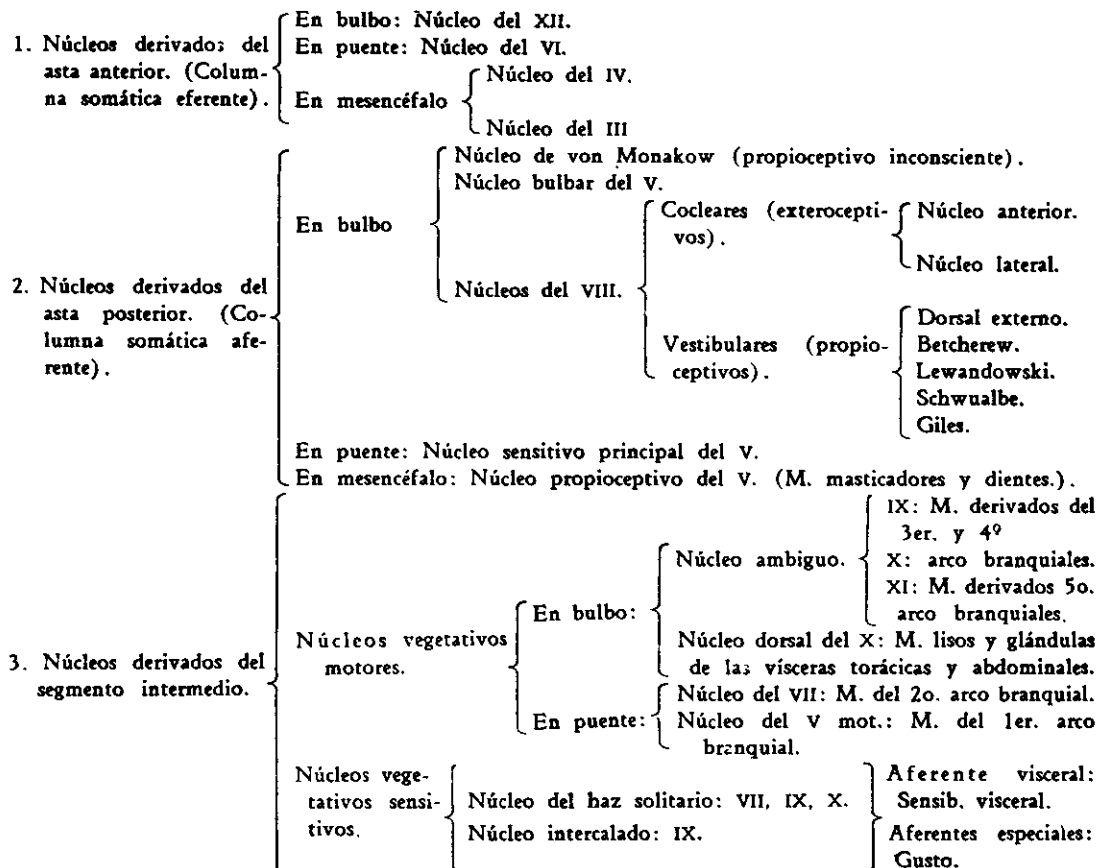 1. Núcleos derivados del
asta anterior. (Colum-
na somática eferente).
En bulbo: Núcleo del XII.
En puente: Núcleo del VI.
En mesencéfalo
Núcleo del IV.
Núcleo del III
2. Núcleos derivados del
asta posterior. (Co-
lumna somática afe-
rente).
En bulbo
Núcleo de von Monakow (propioceptivo inconsciente).
Núcleo bulbar del V.
Núcleos del VIII.
Cocleares (exterocepti-
vos).
Núcleo anterior.
Núcleo lateral.
Vestibulares (propio-
ceptivos).
Dorsal externo.
Betcherew.
Lewandowski.
Schwualbe.
Giles.
En puente: Núcleo sensitivo principal del V.
En mesencéfalo: Núcleo propioceptivo del V. (M. masticadores y dientes.).
3. Núcleos derivados del
segmento intermedio.
Núcleos vegetativos
motores.
En bulbo:
Núcleo ambiguo.
IX: M. derivados del
3er. y 4º
X: arco branquiales.
XI: M. derivados 5o.
arco branquiales.
Núcleo dorsal del X: M. lisos y glándulas
de las vísceras torácicas y abdominales.
En puente:
Núcleo del VII: M. del 2o. arco branquial.
Núcleo del V mot.: M. del 1er. arco
branquial.
Núcleos vege-
tativos sensi-
tivos.
Núcleo del haz solitario: VII, IX, X.
Núcleo intercalado: IX.
Aferente visceral:
Sensib. visceral.
Aferentes especiales:
Gusto.